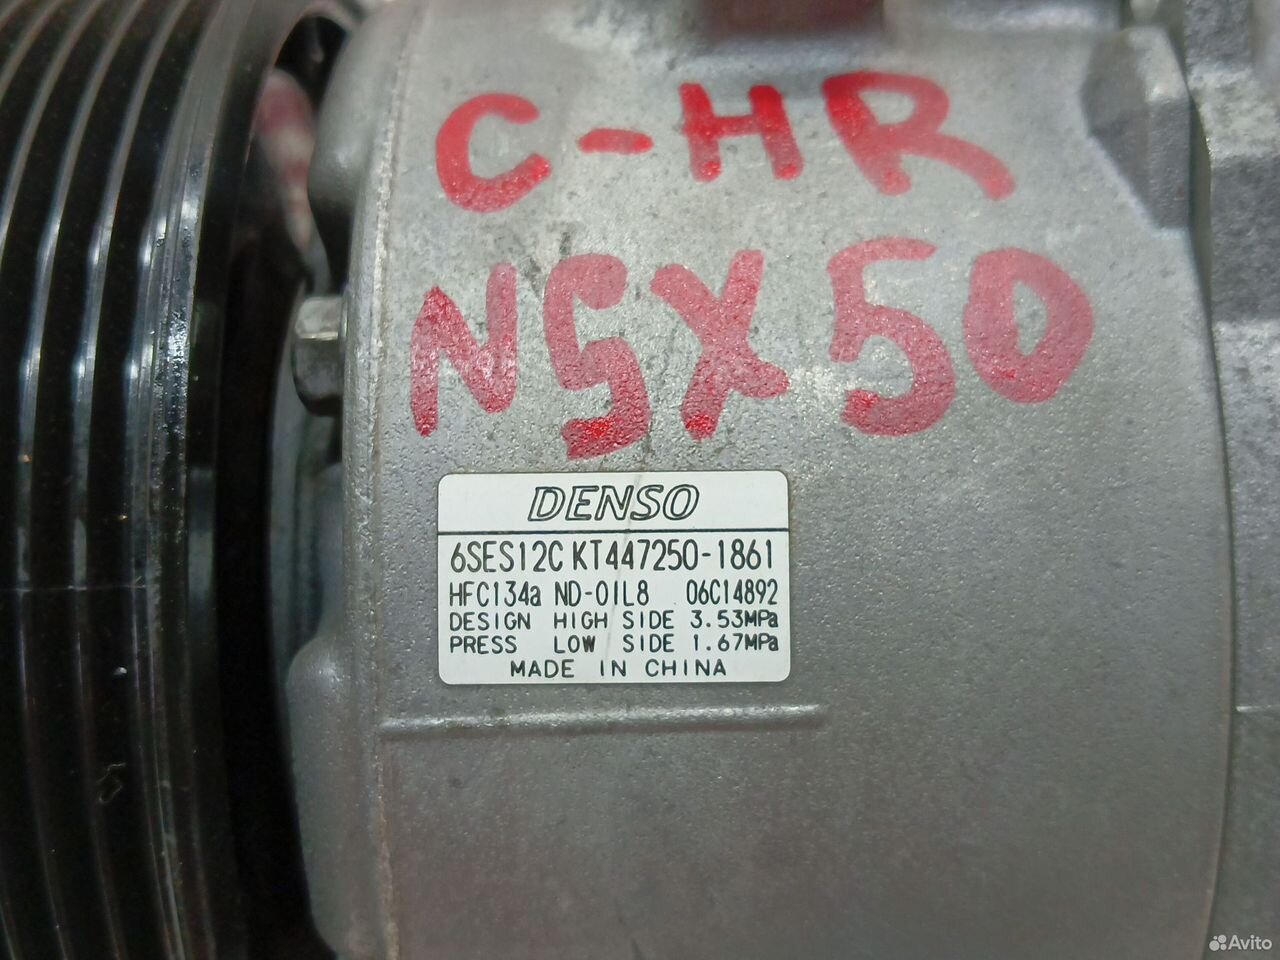 C-HR
NSX50
DENSO
6SES12C KT447250-1861
HFC134a ND-OIL8 06C14892
DESIGN HIGH SIDE 3.53MPa
PRESS LOW SIDE 1.67MPa
MADE IN CHINA
Avito